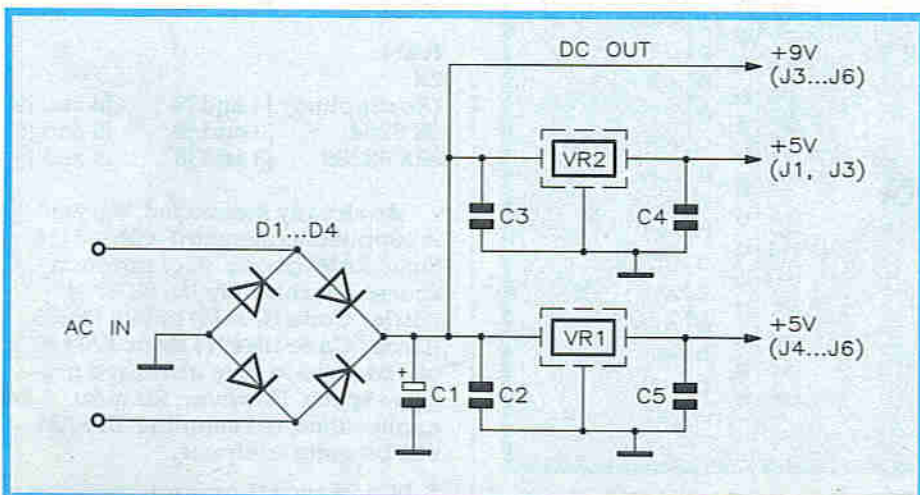 DC OUT
+9V
(J3...J6)
VR2
+5V
(J1, J3)
C3
C4
D1...D4
AC IN
VR1
+5V
(J4...J6)
+
C1
C2
C5